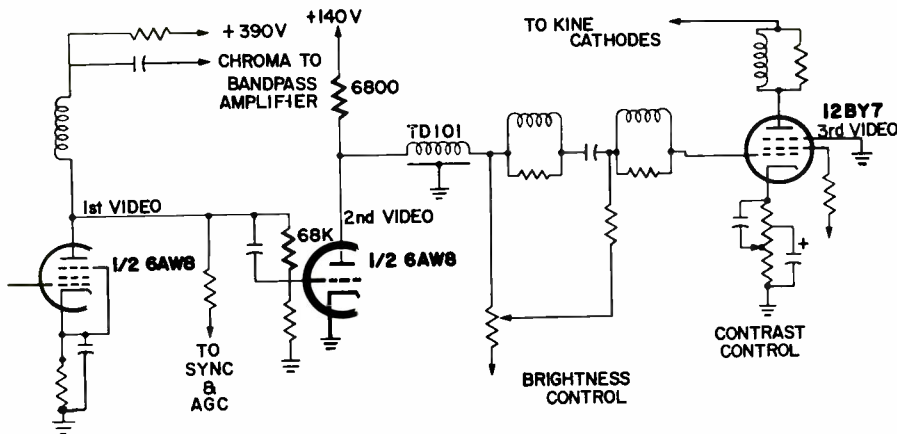 +390V
CHROMA TO
BANDPASS
AMPLIFIER
+140V
6800
TD101
TO KINE
CATHODES
12BY7
3rd VIDEO
1st VIDEO
1/2 6AW8
68K
2nd VIDEO
1/2 6AW8
TO
SYNC
&
AGC
BRIGHTNESS
CONTROL
+
CONTRAST
CONTROL